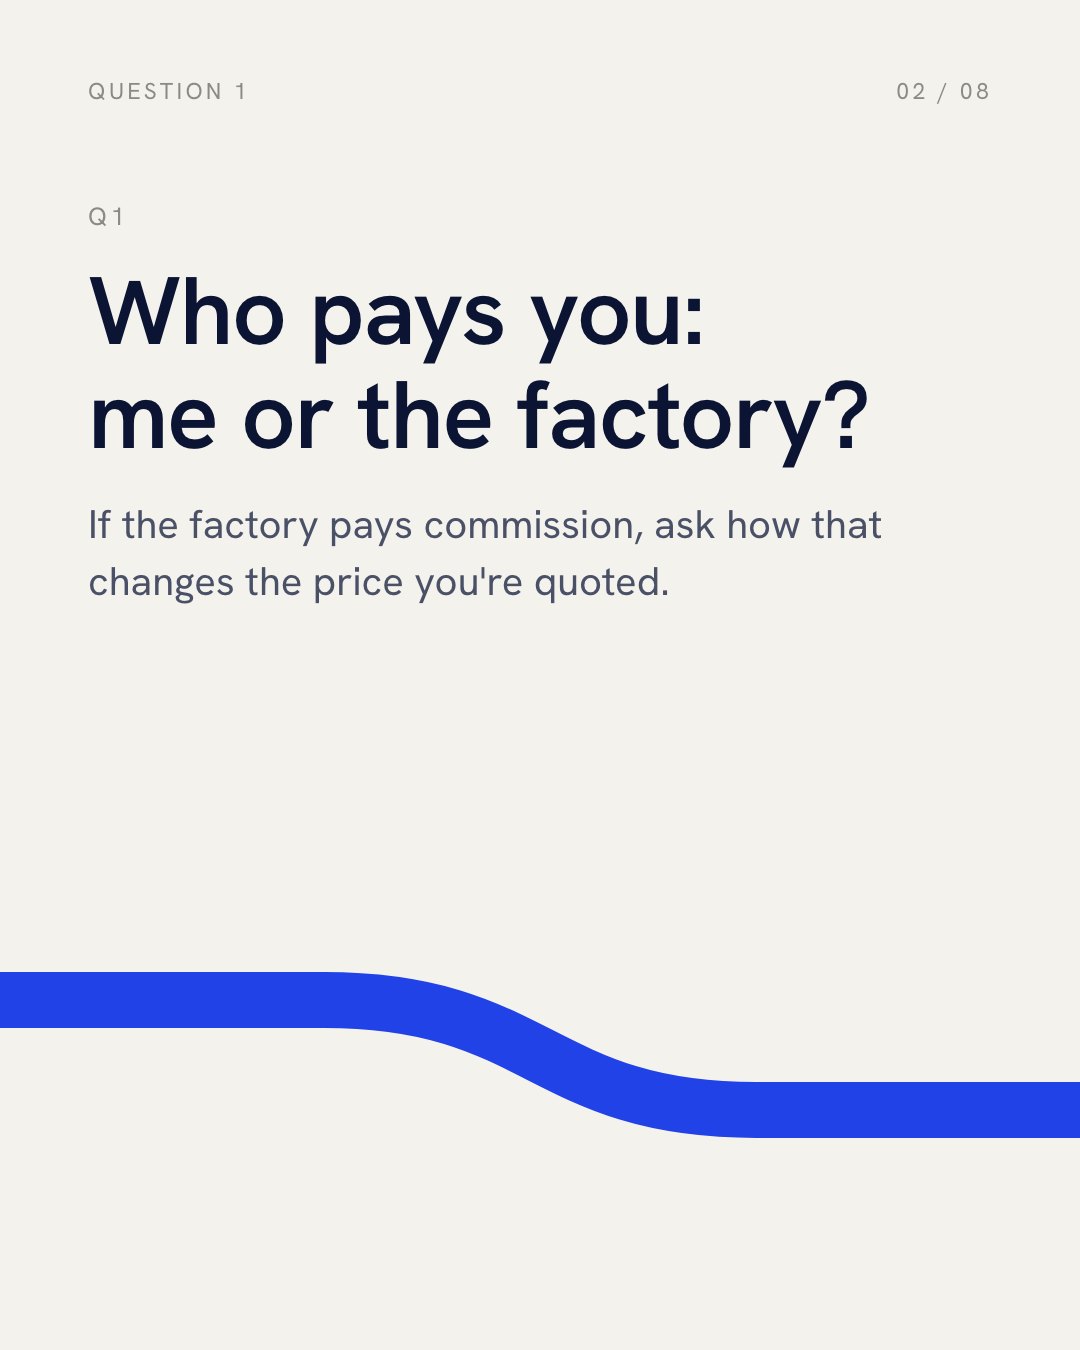 QUESTION 1
02 / 08
Q1
Who pays you:
me or the factory?
If the factory pays commission, ask how that
changes the price you're quoted.